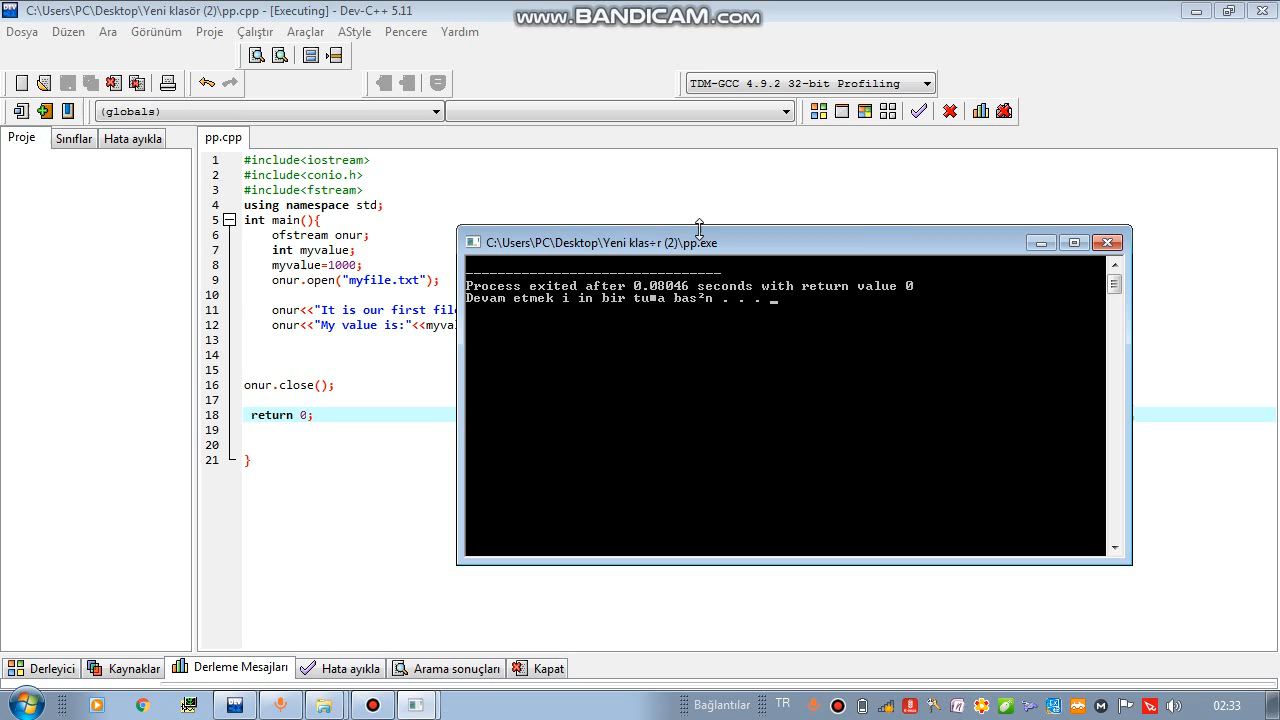 C:\Users\PC\Desktop\Yeni klasör (2)\pp.cpp - [Executing] - Dev-C++ 5.11
www.BANDICAM.com
Dosya Düzen Ara Görünüm Proje Çalıştır Araçlar AStyle Pencere Yardım
TDM-GCC 4.9.2 32-bit Profiling
(globals)
Proje Sınıflar Hata ayıkla
pp.cpp
1 #include<iostream>
2 #include<conio.h>
3 #include<fstream>
4 using namespace std;
5 int main(){
6 ofstream onur;
7 int myvalue;
8 myvalue=1000;
9 onur.open("myfile.txt");
10
11 onur<<"It is our first file
12 onur<<"My value is:"<<myval
13
14
15
16 onur.close();
17
18 return 0;
19
20
21 }
C:\Users\PC\Desktop\Yeni klas÷r (2)\pp.exe
--------------------------------
Process exited after 0.08046 seconds with return value 0
Devam etmek i in bir tu■a bas²n . . . _
Derleyici Kaynaklar Derleme Mesajları Hata ayıkla Arama sonuçları Kapat
Bağlantılar TR 02:33